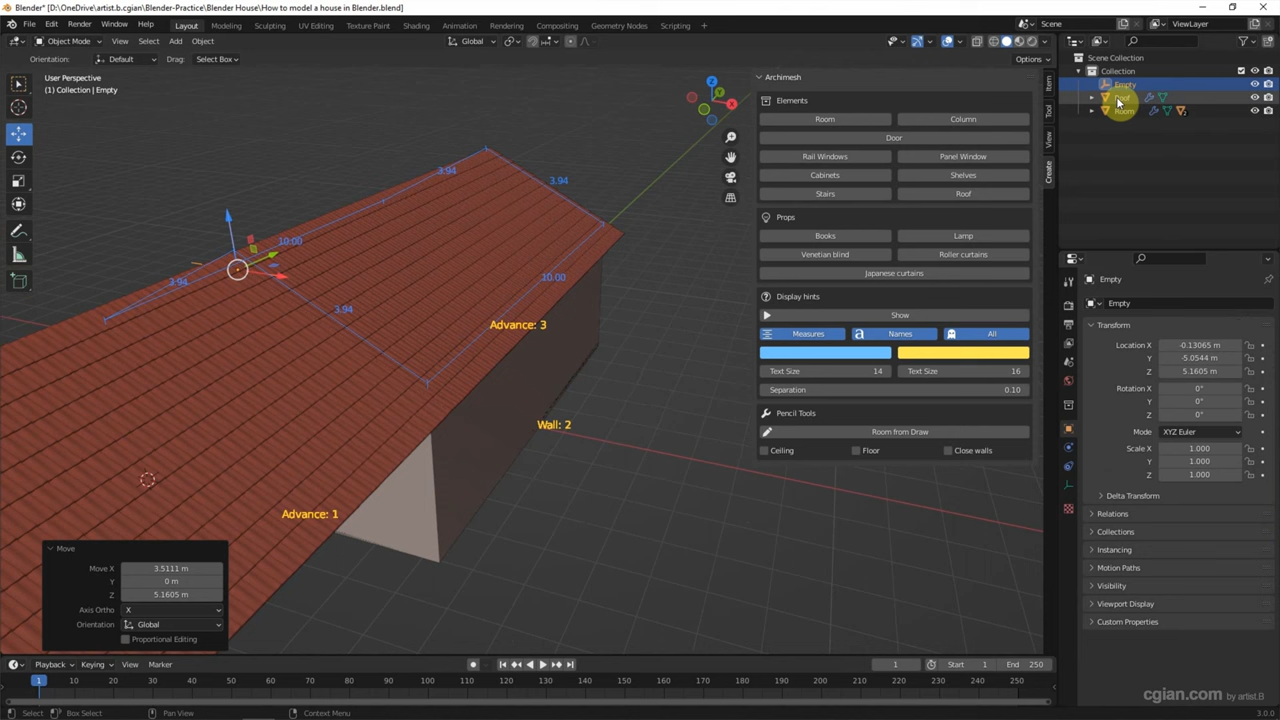 Blender* [D:\OneDrive\artist.b.cgian\Blender-Practice\Blender House\How to model a house in Blender.blend]
File Edit Render Window Help Layout Modeling Sculpting UV Editing Texture Paint Shading Animation Rendering Compositing Geometry Nodes Scripting Scene ViewLayer
Object Mode View Select Add Object Global
Orientation: Default Drag: Select Box Options
User Perspective
(1) Collection | Empty
X
Y
Z
3.94
3.94
10.00
10.00
3.94
3.94
Advance: 3
Wall: 2
Advance: 1
Move
Move X 3.5111 m
Y 0 m
Z 5.1605 m
Axis Ortho X
Orientation Global
Proportional Editing
Archimesh
Elements
Room Column
Door
Rail Windows Panel Window
Cabinets Shelves
Stairs Roof
Props
Books Lamp
Venetian blind Roller curtains
Japanese curtains
Display hints
Show
Measures a Names All
Text Size 14 Text Size 16
Separation 0.10
Pencil Tools
Room from Draw
Ceiling Floor Close walls
Item
Tool
View
Create
Scene Collection
Collection
Empty
Room
2
Empty
Empty
Transform
Location X -0.13065 m
Y -5.0544 m
Z 5.1605 m
Rotation X 0°
Y 0°
Z 0°
Mode XYZ Euler
Scale X 1.000
Y 1.000
Z 1.000
Delta Transform
Relations
Collections
Instancing
Motion Paths
Visibility
Viewport Display
Custom Properties
Playback Keying View Marker 1 Start 1 End 250
1 10 20 30 40 50 60 70 80 90 100 110 120 130 140 150 160 170 180 190 200 210 220 230 240 250
Select Box Select Pan View Context Menu 3.0.0
cgian.com by artist.B